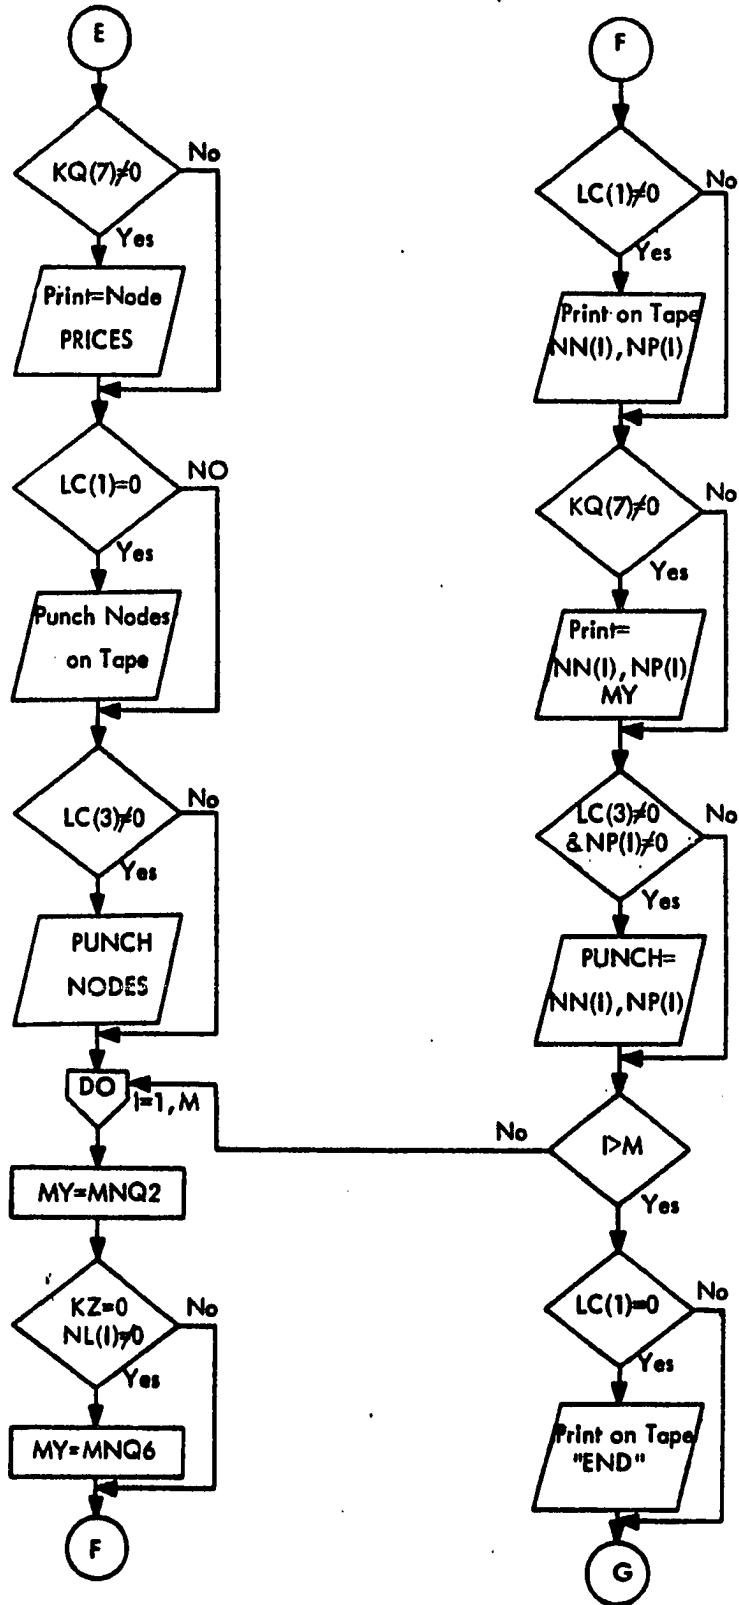 E
KQ(7)≠0
No
Yes
Print=Node
PRICES
LC(1)=0
NO
Yes
Punch Nodes
on Tape
LC(3)≠0
No
Yes
PUNCH
NODES
DO
I=1, M
MY=MNQ2
KZ=0
NL(I)≠0
No
Yes
MY=MNQ6
F
F
LC(1)≠0
No
Yes
Print on Tape
NN(I), NP(I)
KQ(7)≠0
No
Yes
Print=
NN(I), NP(I)
MY
LC(3)≠0
&NP(I)≠0
No
Yes
PUNCH=
NN(I), NP(I)
I>M
No
Yes
LC(1)=0
No
Yes
Print on Tape
"END"
G